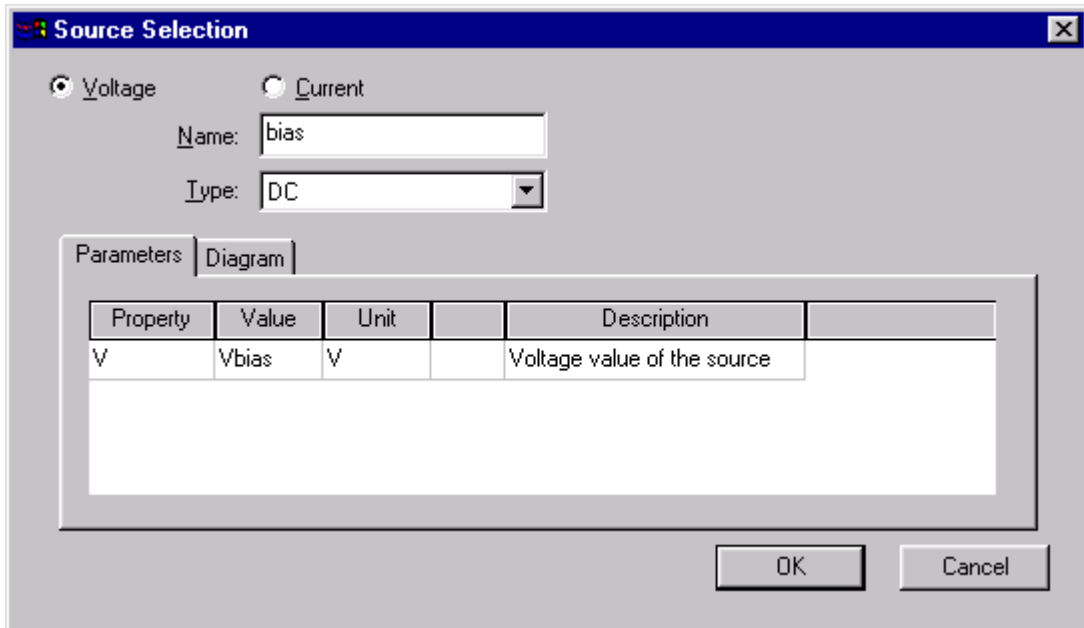 Source Selection
Voltage Current
Name: bias
Type: DC
Parameters Diagram
Property Value Unit Description
V Vbias V Voltage value of the source
OK Cancel